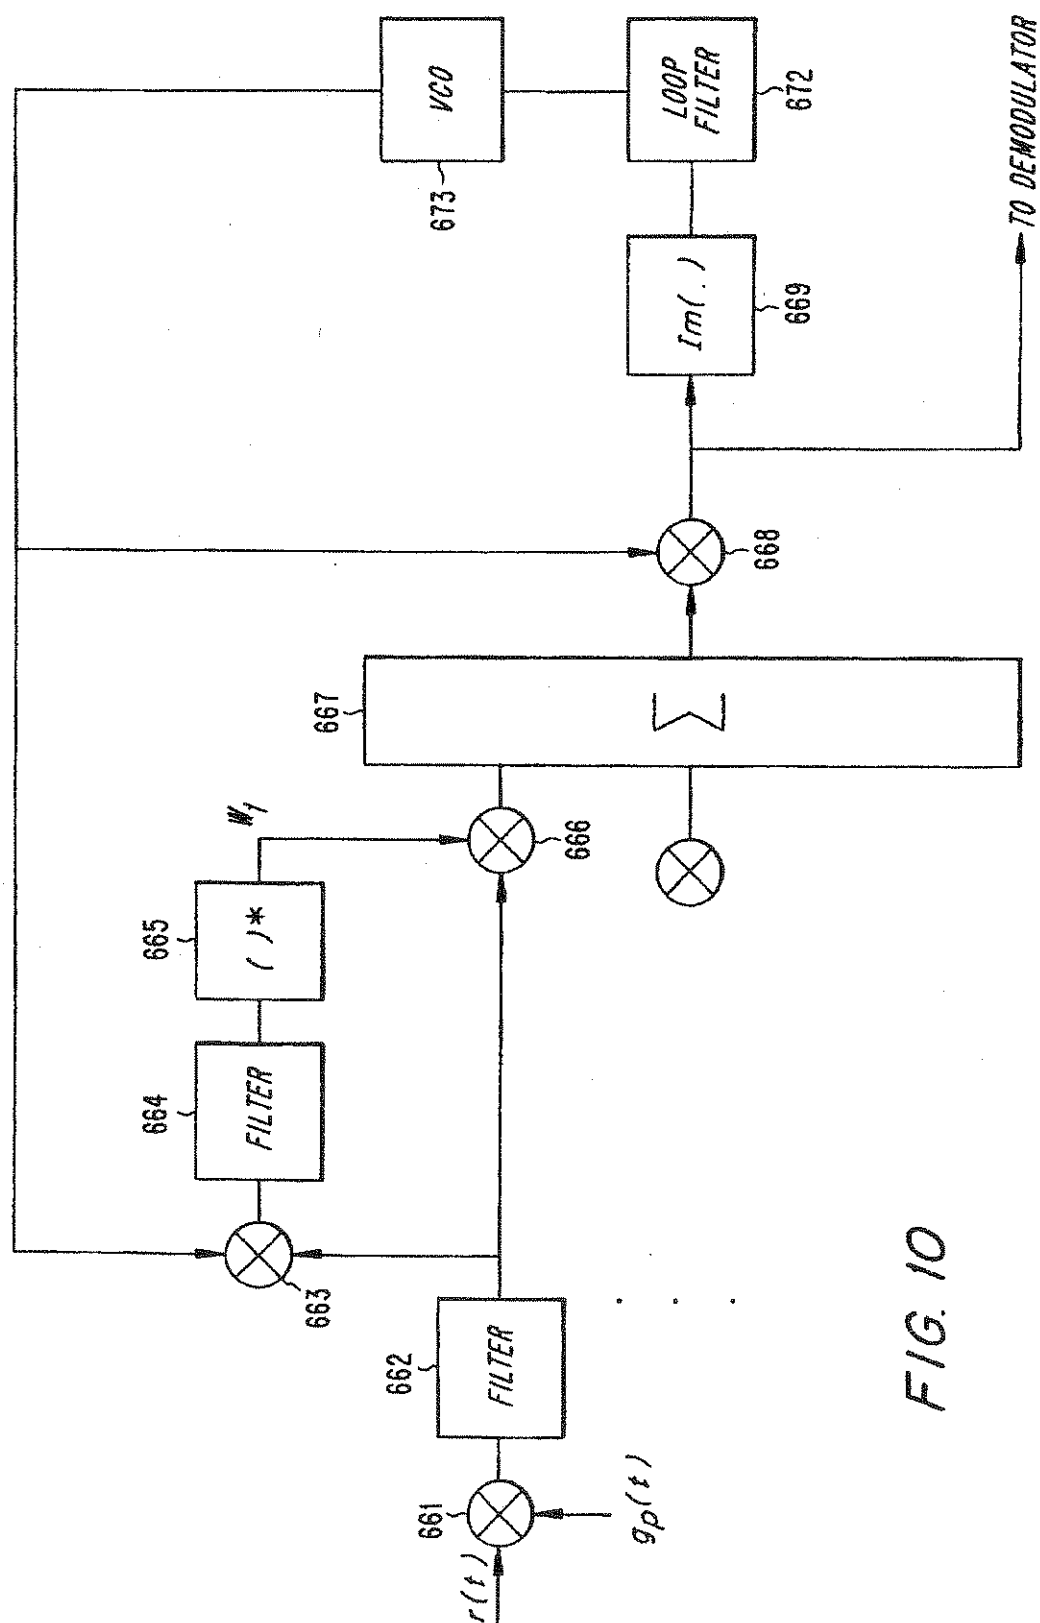 r(t)
661
g_p(t)
FILTER
662
663
FILTER
664
( )*
665
W₁
666
667
Σ
668
Im(.)
669
LOOP
FILTER
672
VCO
673
TO DEMODULATOR
. . .
FIG. 10